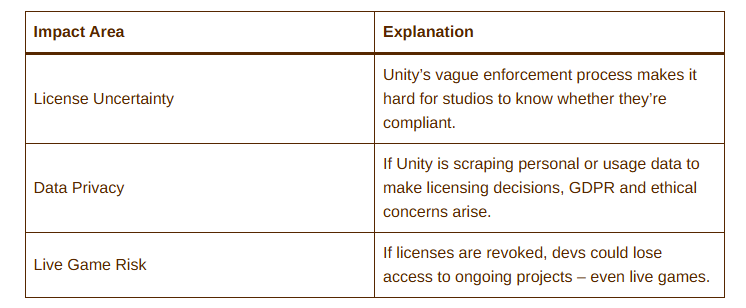 Impact Area
Explanation
License Uncertainty
Unity’s vague enforcement process makes it
hard for studios to know whether they’re
compliant.
Data Privacy
If Unity is scraping personal or usage data to
make licensing decisions, GDPR and ethical
concerns arise.
Live Game Risk
If licenses are revoked, devs could lose
access to ongoing projects – even live games.